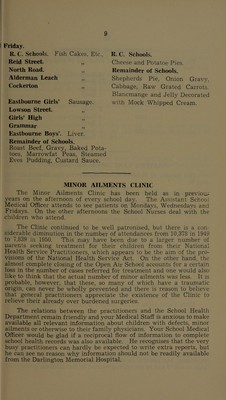 9
Friday.
R. C. Schools. Fish Cakes, Etc., R. C. Schools.
Reid Street. „ Cheese and Potatoe Pies.
North Road. „ Remainder of Schools,
Alderman Leach „ Shepherds Pie, Onion Gravy.
Cockerton „ Cabbage, Raw Grated Carrots.
Blancmange and Jelly Decorated
Eastbourne Girls' Sausage. with Mock Whipped Cream.
Lowson Street. „
Girls' High „
Grammar „
Eastbourne Boys'. Liver.
Remainder of Schools.
Roast Beef, Gravy, Baked Pota-
toes, Marrowfat Peas, Steamed
Eves Pudding, Custard Sauce.
MINOR AILMENTS CLINIC
The Minor Ailments Clinic has been held as in previous
years on the afternoon of every school day. The Assistant School
Medical Officer attends to see patients on Mondays, Wednesdays and
Fridays. On the other afternoons the School Nurses deal with the
children who attend.
The Clinic continued to be well patronised, but there is a con-
siderable diminution in the number of attendances from 10,376 in 1949
to 7,839 in 1950. This may have been due to a larger number of
parents seeking treatment for their children from their National
Health Service Practitioners, which appears to be the aim of the pro-
visions of the National Health Service Act. On the other hand, the
almost complete closing of the Open Air School accounts for a certain
loss in the number of cases referred for treatment and one would also
like to think that the actual number of minor ailments was less. It is
probable, however, that those, so many of which have a traumatic
origin, can never be wholly prevented and there is reason to believe
that general practitioners appreciate the existence of the Clinic to
relieve their already over burdened surgeries.
The relations between the practitioners and the School Health
Department remain friendly and your Medical Staff is anxious to make
available all relevant information about children with defects, minor
ailments or otherwise to their family physicians. Your School Medical
Officer would be glad if a reciprocal flow of information to complete
school health records was also available. He recognises that the very
busy practitioners can hardly be expected to write extra reports, but
he can see no reason why information should not be readily available
from the Darlington Memorial Hospital.